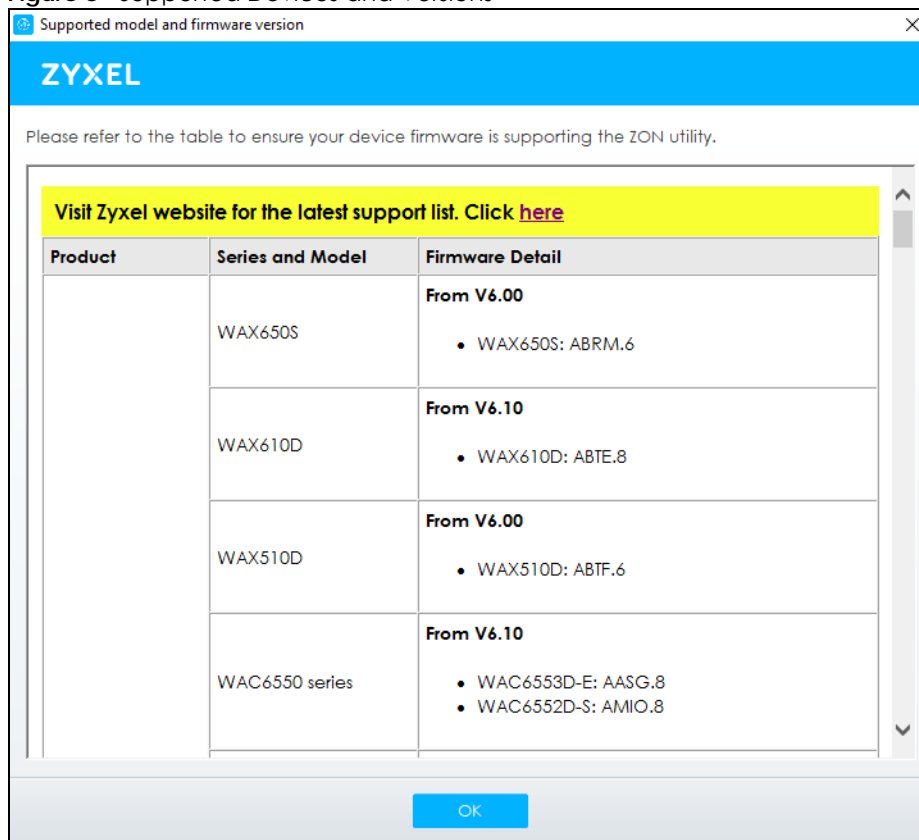 Supported model and firmware version
ZYXEL
Please refer to the table to ensure your device firmware is supporting the ZON utility.
Visit Zyxel website for the latest support list. Click here
Product Series and Model Firmware Detail
WAX650S
From V6.00
• WAX650S: ABRM.6
WAX610D
From V6.10
• WAX610D: ABTE.8
WAX510D
From V6.00
• WAX510D: ABTF.6
WAC6550 series
From V6.10
• WAC6553D-E: AASG.8
• WAC6552D-S: AMIO.8
OK